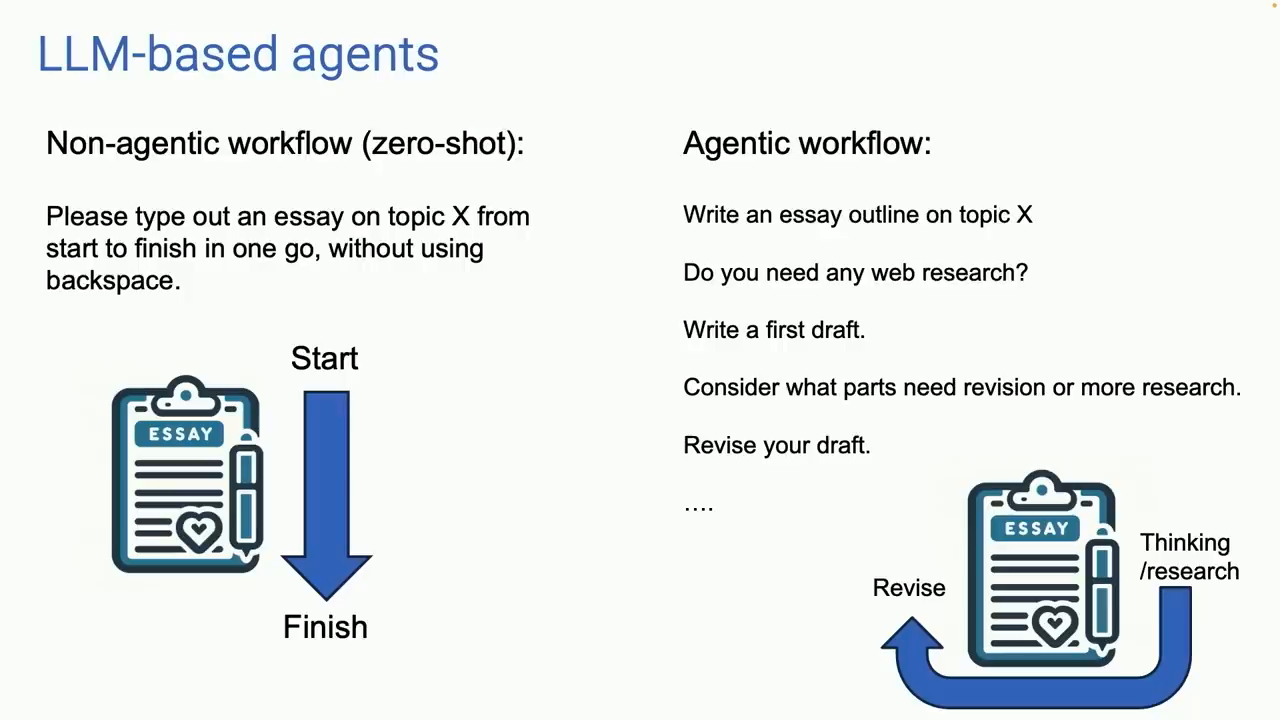 LLM-based agents
Non-agentic workflow (zero-shot):
Please type out an essay on topic X from
start to finish in one go, without using
backspace.
Start
ESSAY
Finish
Agentic workflow:
Write an essay outline on topic X
Do you need any web research?
Write a first draft.
Consider what parts need revision or more research.
Revise your draft.
....
ESSAY
Thinking
/research
Revise